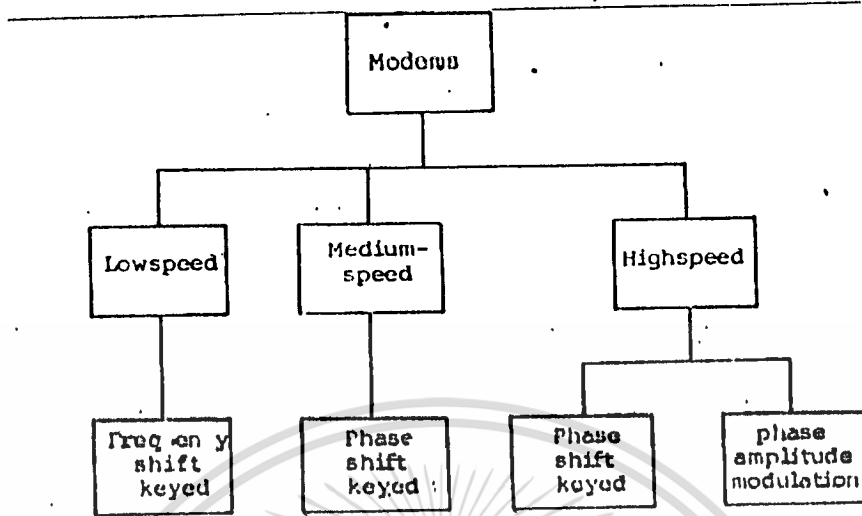 Modems
Lowspeed
Medium-
speed
Highspeed
shift
keyed
Phase
shift
keyed
Phase
shift
keyed
phase
amplitude
modulation